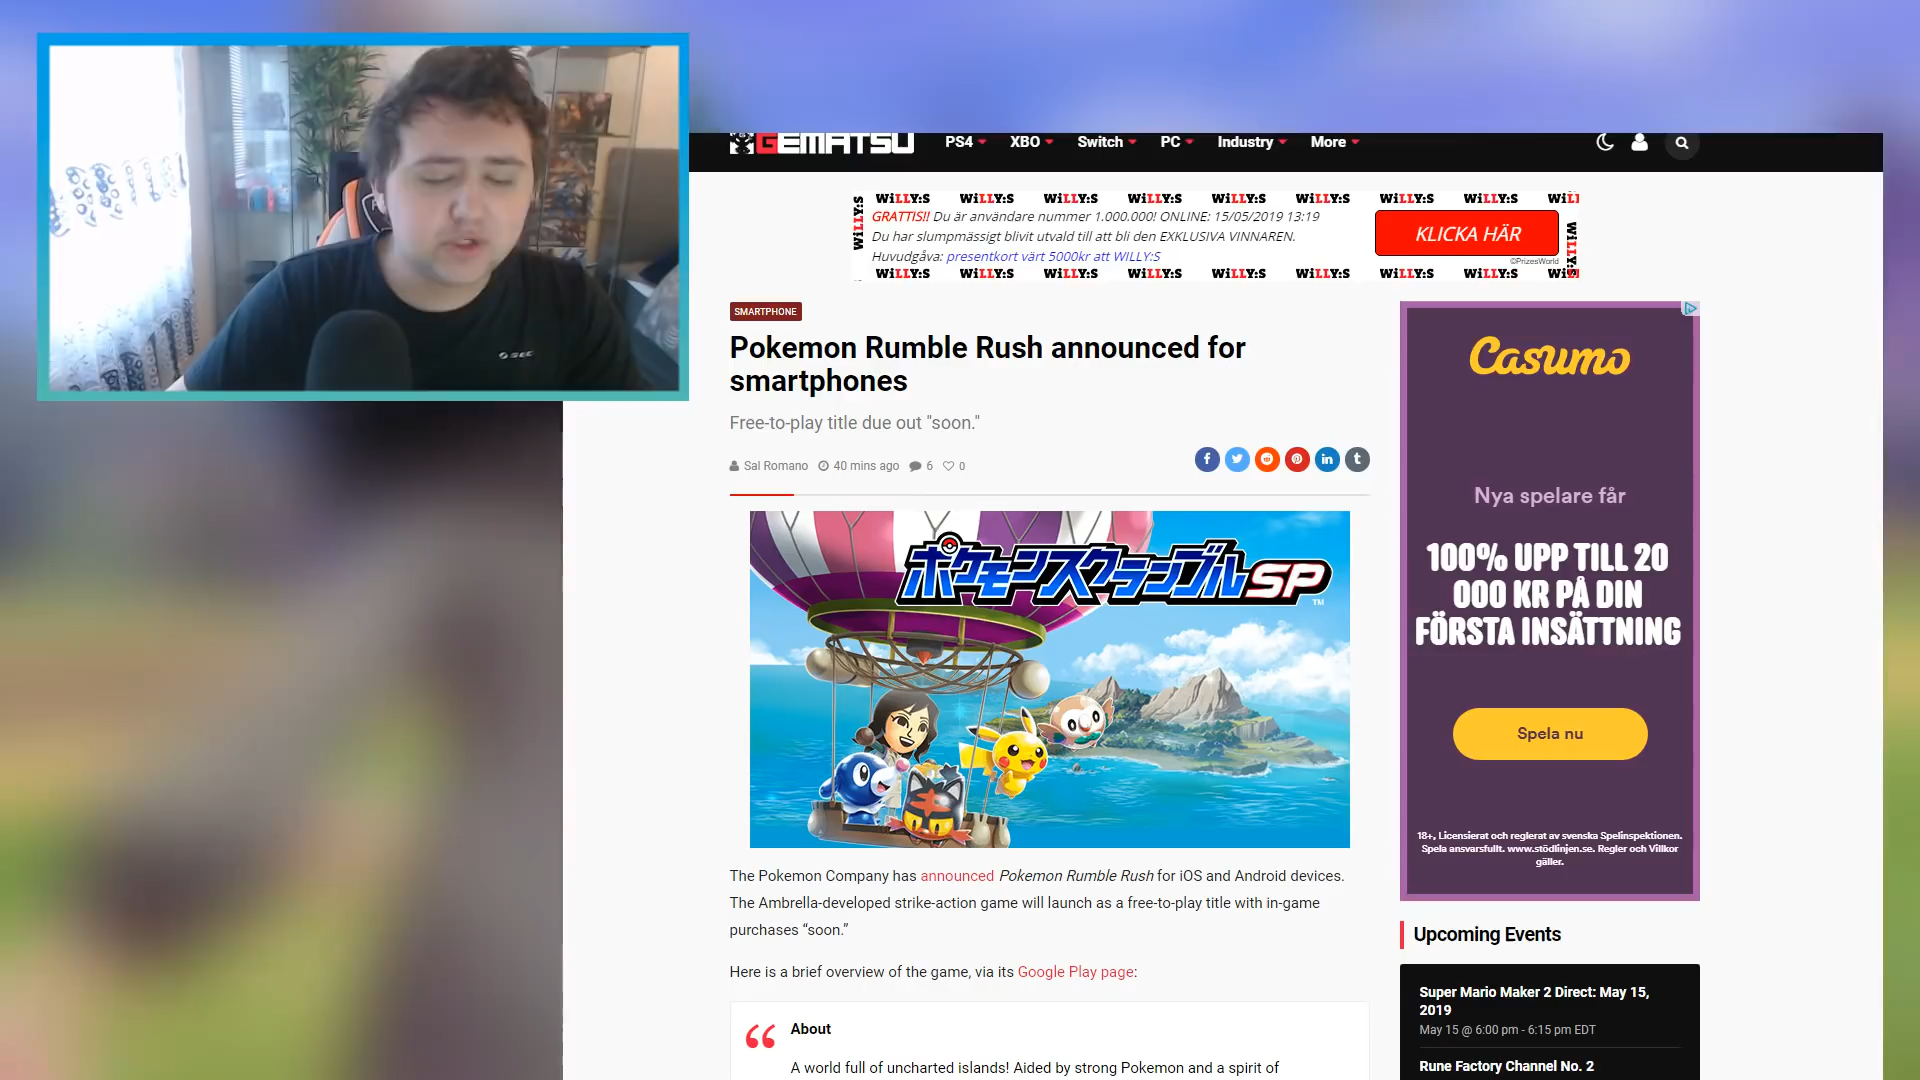 GEMATSU
PS4 XBO Switch PC Industry More
WiLLY:S WiLLY:S WiLLY:S WiLLY:S WiLLY:S WiLLY:S WiLLY:S WiLLY:S
GRATTIS!! Du är användare nummer 1.000.000! ONLINE: 15/05/2019 13:19
Du har slumpmässigt blivit utvald till att bli den EXKLUSIVA VINNAREN.
Huvudgåva: presentkort värt 5000kr att WILLY:S
KLICKA HÄR
©PrizesWorld
WiLLY:S
WiLLY:S
WiLLY:S WiLLY:S WiLLY:S WiLLY:S WiLLY:S WiLLY:S WiLLY:S WiLLY:S
SMARTPHONE
Pokemon Rumble Rush announced for
smartphones
Free-to-play title due out "soon."
Sal Romano 40 mins ago 6 0
ポケモンスクランブルSP
TM
The Pokemon Company has announced Pokemon Rumble Rush for iOS and Android devices.
The Ambrella-developed strike-action game will launch as a free-to-play title with in-game
purchases “soon.”
Here is a brief overview of the game, via its Google Play page:
“ About
A world full of uncharted islands! Aided by strong Pokemon and a spirit of
Casumo
Nya spelare får
100% UPP TILL 20
000 KR PÅ DIN
FÖRSTA INSÄTTNING
Spela nu
18+, Licensierat och reglerat av svenska Spelinspektionen.
Spela ansvarsfullt. www.stödlinjen.se. Regler och Villkor
gäller.
Upcoming Events
Super Mario Maker 2 Direct: May 15,
2019
May 15 @ 6:00 pm - 6:15 pm EDT
Rune Factory Channel No. 2